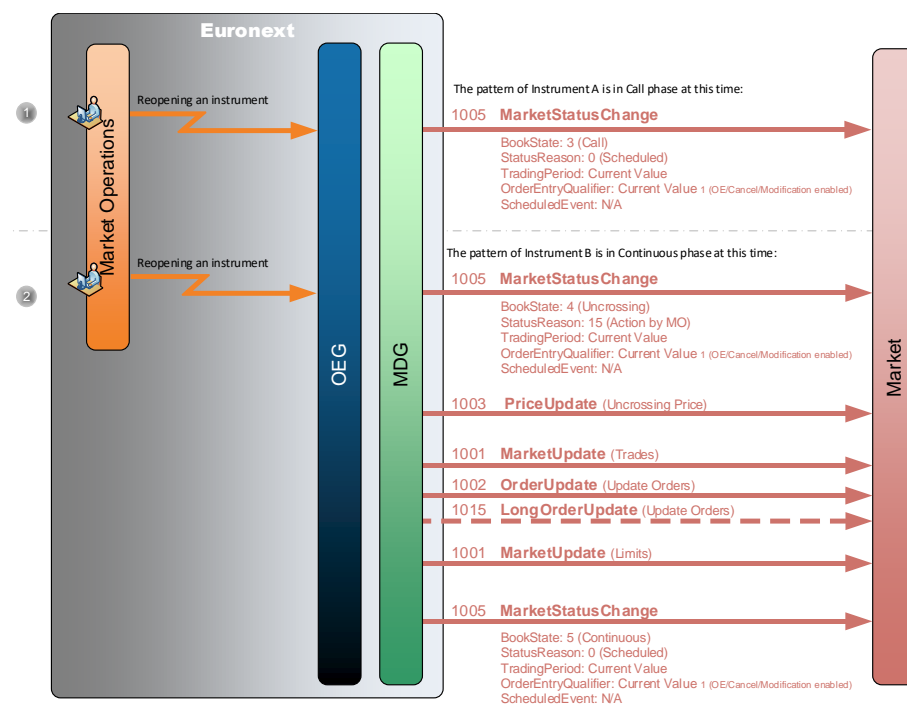 Euronext
The pattern of Instrument A is in Call phase at this time:
1
Reopening an instrument
1005 MarketStatusChange
BookState: 3 (Call)
StatusReason: 0 (Scheduled)
TradingPeriod: Current Value
OrderEntryQualifier: Current Value 1 (OE/Cancel/Modification enabled)
ScheduledEvent: N/A
Market Operations
The pattern of Instrument B is in Continuous phase at this time:
2
Reopening an instrument
1005 MarketStatusChange
BookState: 4 (Uncrossing)
StatusReason: 15 (Action by MO)
TradingPeriod: Current Value
OrderEntryQualifier: Current Value 1 (OE/Cancel/Modification enabled)
ScheduledEvent: N/A
OEG
MDG
Market
1003 PriceUpdate (Uncrossing Price)
1001 MarketUpdate (Trades)
1002 OrderUpdate (Update Orders)
1015 LongOrderUpdate (Update Orders)
1001 MarketUpdate (Limits)
1005 MarketStatusChange
BookState: 5 (Continuous)
StatusReason: 0 (Scheduled)
TradingPeriod: Current Value
OrderEntryQualifier: Current Value 1 (OE/Cancel/Modification enabled)
ScheduledEvent: N/A